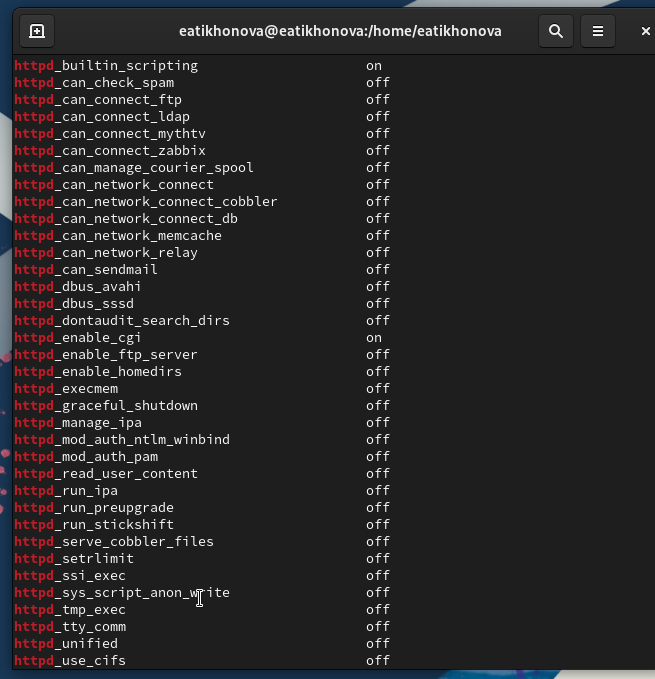 eatikhonova@eatikhonova:/home/eatikhonova
httpd_builtin_scripting on
httpd_can_check_spam off
httpd_can_connect_ftp off
httpd_can_connect_ldap off
httpd_can_connect_mythtv off
httpd_can_connect_zabbix off
httpd_can_manage_courier_spool off
httpd_can_network_connect off
httpd_can_network_connect_cobbler off
httpd_can_network_connect_db off
httpd_can_network_memcache off
httpd_can_network_relay off
httpd_can_sendmail off
httpd_dbus_avahi off
httpd_dbus_sssd off
httpd_dontaudit_search_dirs off
httpd_enable_cgi on
httpd_enable_ftp_server off
httpd_enable_homedirs off
httpd_execmem off
httpd_graceful_shutdown off
httpd_manage_ipa off
httpd_mod_auth_ntlm_winbind off
httpd_mod_auth_pam off
httpd_read_user_content off
httpd_run_ipa off
httpd_run_preupgrade off
httpd_run_stickshift off
httpd_serve_cobbler_files off
httpd_setrlimit off
httpd_ssi_exec off
httpd_sys_script_anon_write off
httpd_tmp_exec off
httpd_tty_comm off
httpd_unified off
httpd_use_cifs off